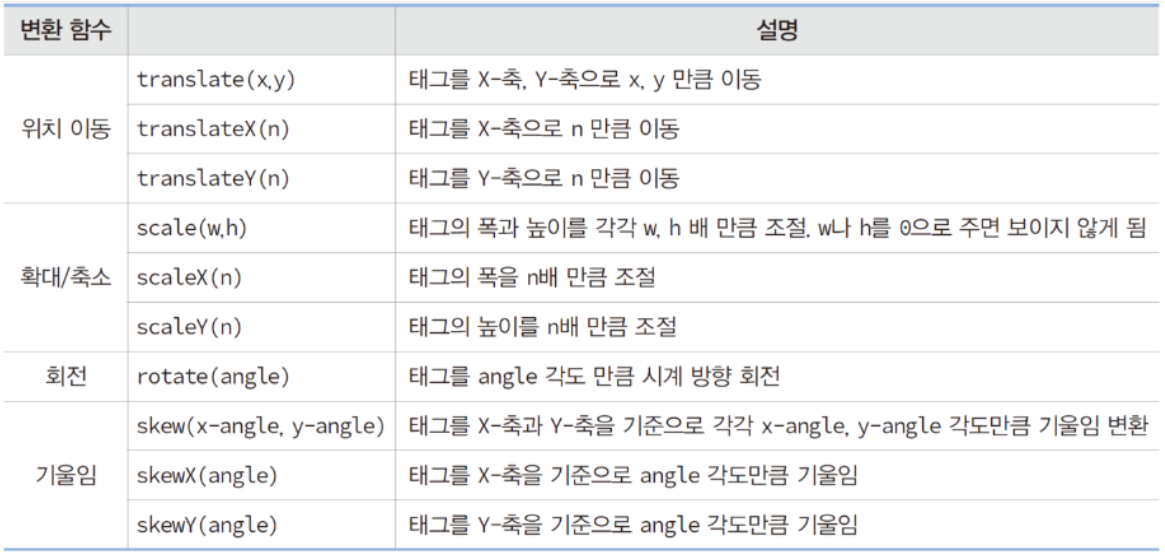 변환 함수 설명
translate(x,y) 태그를 X-축, Y-축으로 x, y 만큼 이동
위치 이동 translateX(n) 태그를 X-축으로 n 만큼 이동
translateY(n) 태그를 Y-축으로 n 만큼 이동
scale(w,h) 태그의 폭과 높이를 각각 w, h 배 만큼 조절. w나 h를 0으로 주면 보이지 않게 됨
확대/축소 scaleX(n) 태그의 폭을 n배 만큼 조절
scaleY(n) 태그의 높이를 n배 만큼 조절
회전 rotate(angle) 태그를 angle 각도 만큼 시계 방향 회전
skew(x-angle, y-angle) 태그를 X-축과 Y-축을 기준으로 각각 x-angle, y-angle 각도만큼 기울임 변환
기울임 skewX(angle) 태그를 X-축을 기준으로 angle 각도만큼 기울임
skewY(angle) 태그를 Y-축을 기준으로 angle 각도만큼 기울임